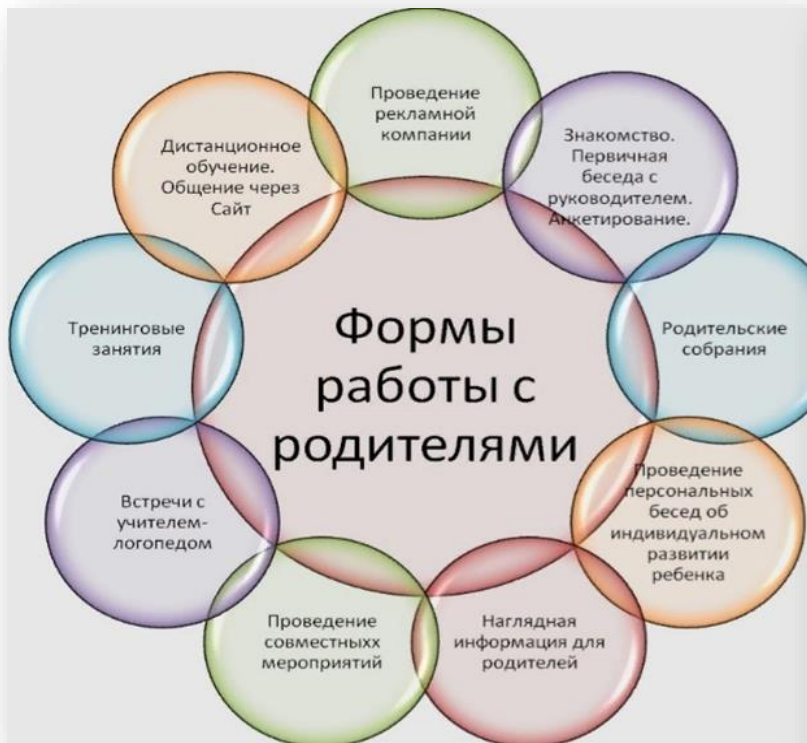 Проведение
рекламной
компании
Знакомство.
Первичная
беседа с
руководителем.
Анкетирование.
Родительские
собрания
Проведение
персональных
бесед об
индивидуальном
развитии
ребенка
Наглядная
информация для
родителей
Проведение
совместныхх
мероприятий
Встречи с
учителем-
логопедом
Тренинговые
занятия
Дистанционное
обучение.
Общение через
Сайт
Формы
работы с
родителями